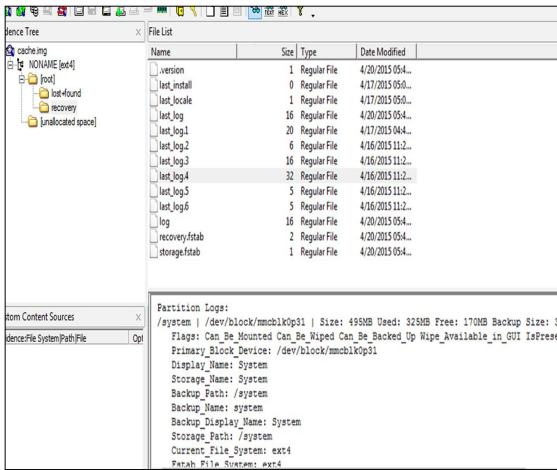 TEXT HEX
dence Tree × File List
cache.img
NONAME [ext4]
[root]
lost+found
recovery
[unallocated space]
Name Size Type Date Modified
.version 1 Regular File 4/20/2015 05:4...
last_install 0 Regular File 4/17/2015 05:0...
last_locale 1 Regular File 4/17/2015 05:0...
last_log 16 Regular File 4/20/2015 05:4...
last_log.1 20 Regular File 4/17/2015 04:4...
last_log.2 6 Regular File 4/16/2015 11:2...
last_log.3 16 Regular File 4/16/2015 11:2...
last_log.4 32 Regular File 4/16/2015 11:2...
last_log.5 5 Regular File 4/16/2015 11:2...
last_log.6 5 Regular File 4/16/2015 11:2...
log 16 Regular File 4/20/2015 05:4...
recovery.fstab 2 Regular File 4/20/2015 05:4...
storage.fstab 1 Regular File 4/20/2015 05:4...
stom Content Sources ×
idence:File System|Path|File Opt
Partition Logs:
/system | /dev/block/mmcblk0p31 | Size: 495MB Used: 325MB Free: 170MB Backup Size: 3
Flags: Can_Be_Mounted Can_Be_Wiped Can_Be_Backed_Up Wipe_Available_in_GUI IsPrese
Primary_Block_Device: /dev/block/mmcblk0p31
Display_Name: System
Storage_Name: System
Backup_Path: /system
Backup_Name: system
Backup_Display_Name: System
Storage_Path: /system
Current_File_System: ext4
Fstab_File_System: ext4